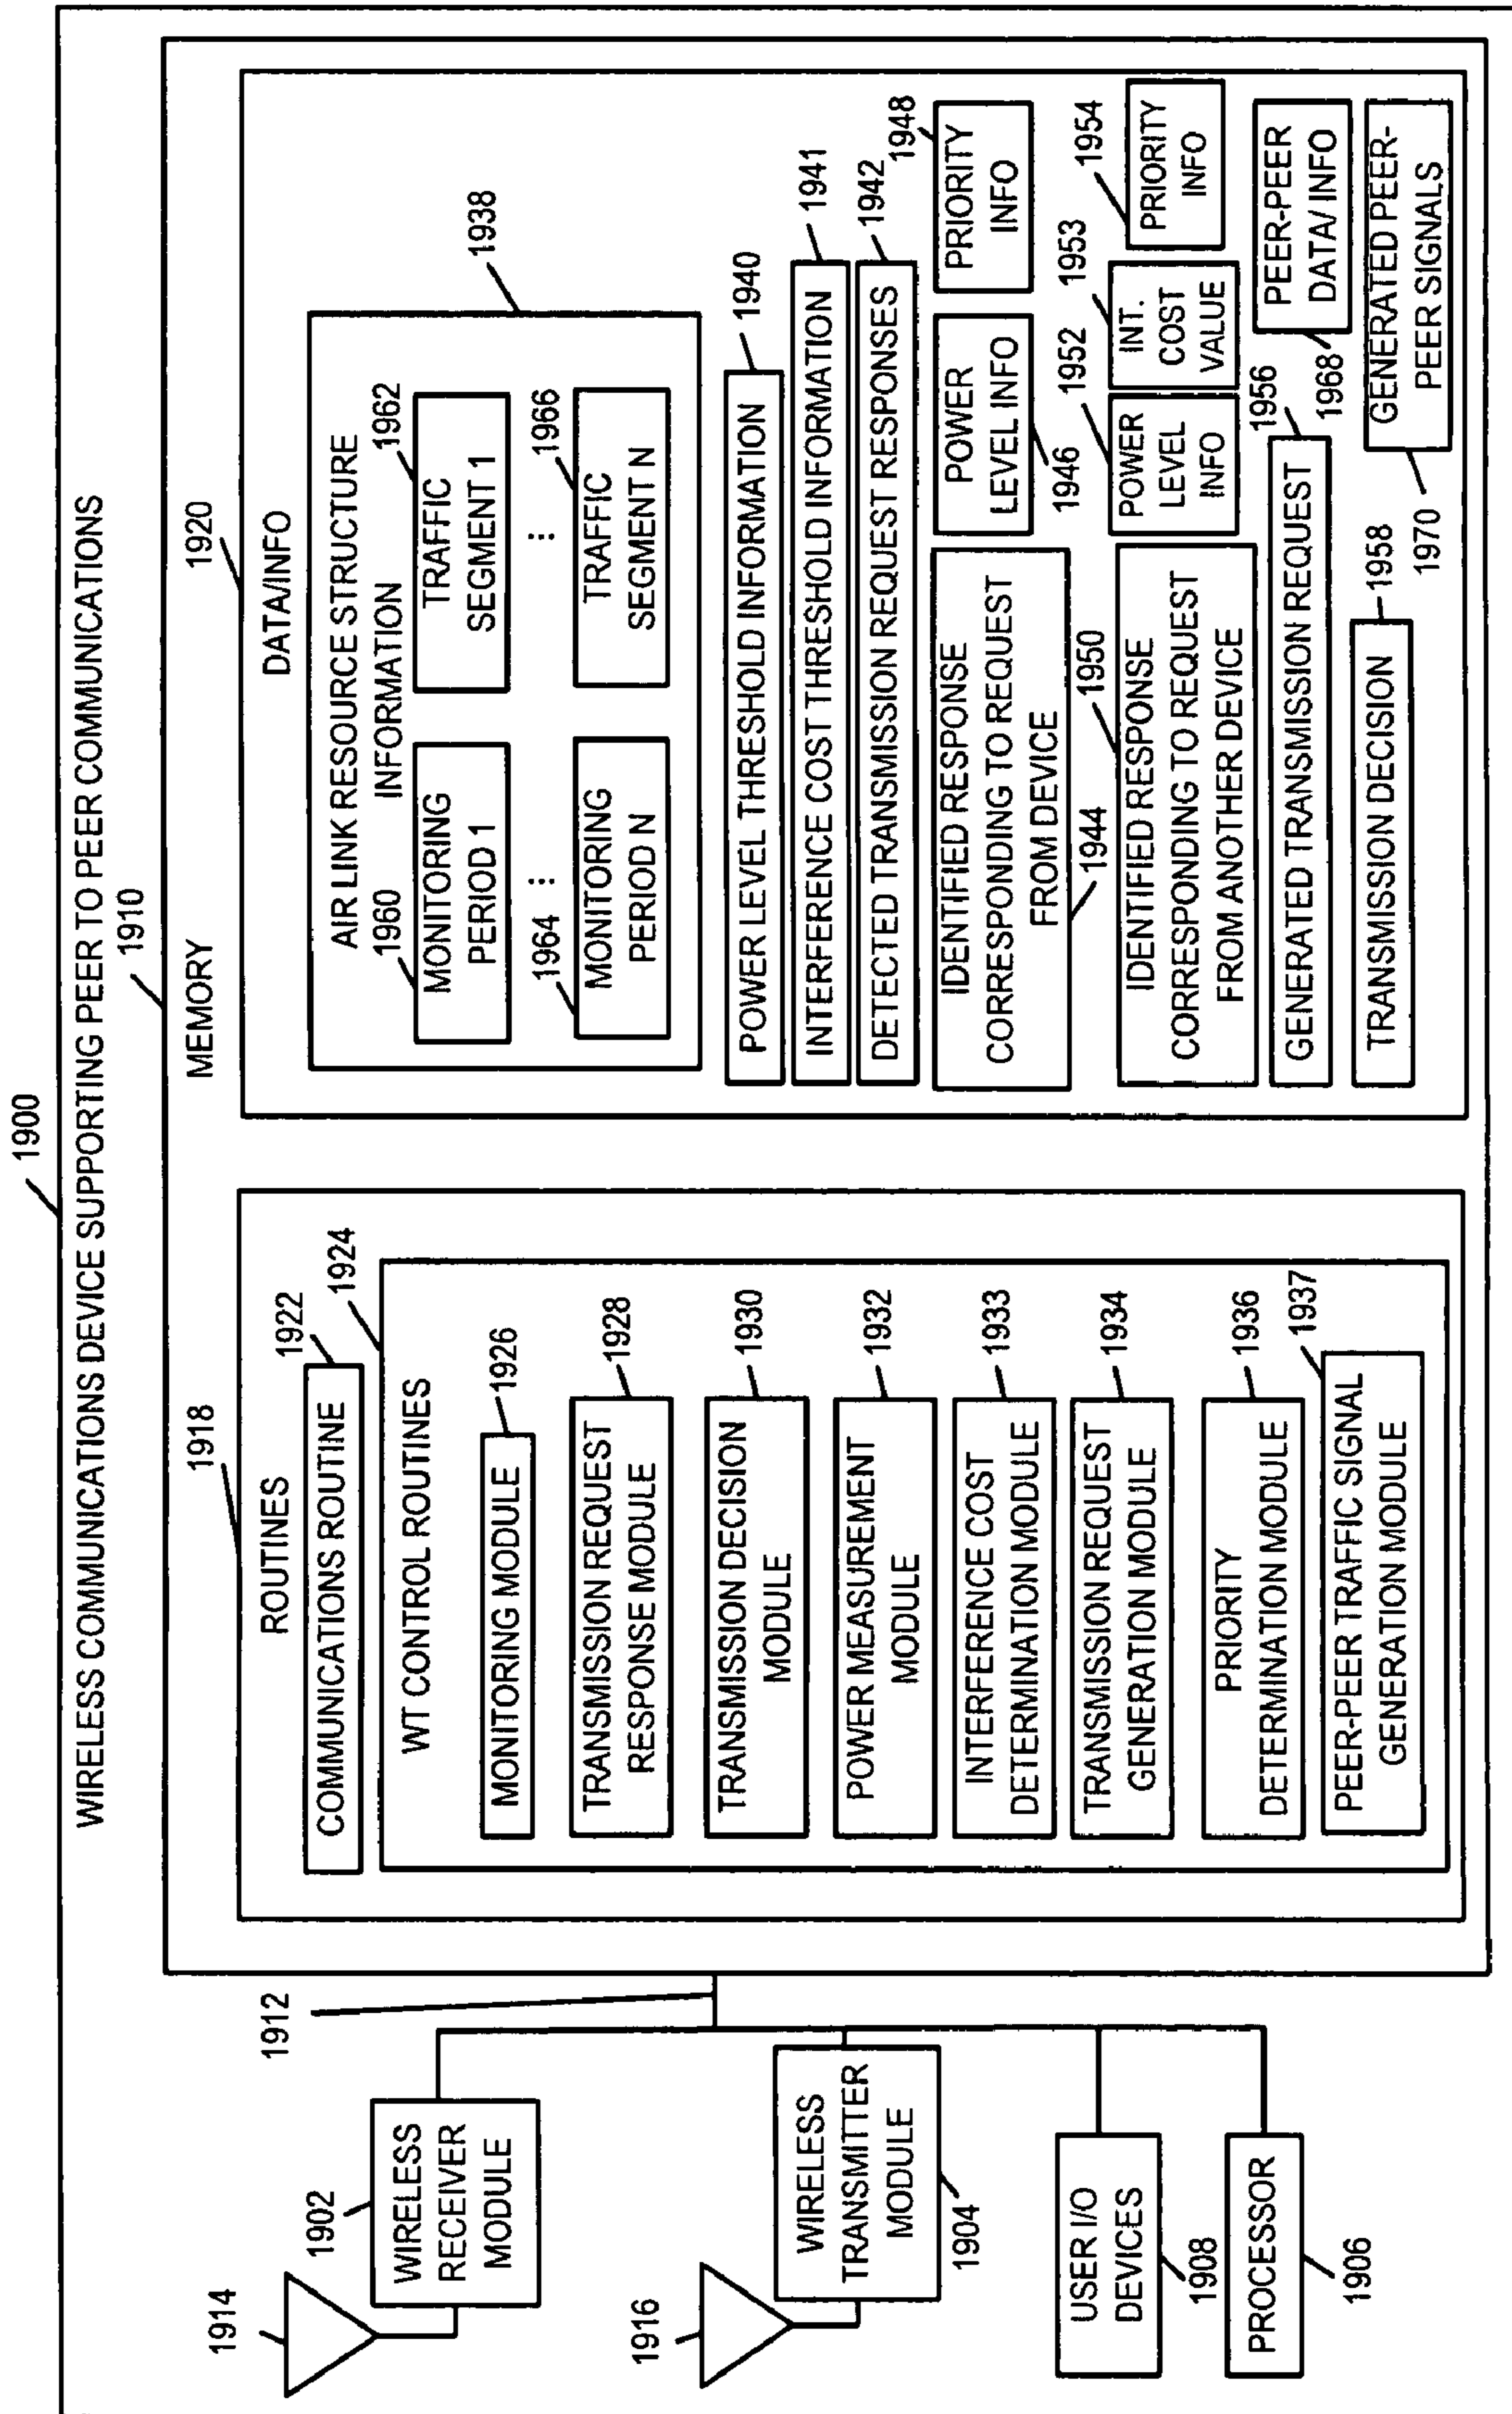 1900
WIRELESS COMMUNICATIONS DEVICE SUPPORTING PEER TO PEER COMMUNICATIONS
1910
MEMORY
1914
1902
WIRELESS
RECEIVER
MODULE
1912
1916
WIRELESS
TRANSMITTER
MODULE
1904
USER I/O
DEVICES
1908
PROCESSOR
1906
1918
ROUTINES
1922
COMMUNICATIONS ROUTINE
1924
WT CONTROL ROUTINES
1926
MONITORING MODULE
1928
TRANSMISSION REQUEST
RESPONSE MODULE
1930
TRANSMISSION DECISION
MODULE
1932
POWER MEASUREMENT
MODULE
1933
INTERFERENCE COST
DETERMINATION MODULE
1934
TRANSMISSION REQUEST
GENERATION MODULE
1936
PRIORITY
DETERMINATION MODULE
1937
PEER-PEER TRAFFIC SIGNAL
GENERATION MODULE
1920
DATA/INFO
1938
AIR LINK RESOURCE STRUCTURE
INFORMATION
1960
MONITORING
PERIOD 1
1962
TRAFFIC
SEGMENT 1
...
...
1964
MONITORING
PERIOD N
1966
TRAFFIC
SEGMENT N
1940
POWER LEVEL THRESHOLD INFORMATION
1941
INTERFERENCE COST THRESHOLD INFORMATION
1942
DETECTED TRANSMISSION REQUEST RESPONSES
IDENTIFIED RESPONSE
CORRESPONDING TO REQUEST
FROM DEVICE
1944
POWER
LEVEL INFO
1946
1948
PRIORITY
INFO
1950
IDENTIFIED RESPONSE
CORRESPONDING TO REQUEST
FROM ANOTHER DEVICE
1952
POWER
LEVEL
INFO
1953
INT.
COST
VALUE
1954
PRIORITY
INFO
1956
GENERATED TRANSMISSION REQUEST
PEER-PEER
DATA/ INFO
1968
1958
TRANSMISSION DECISION
GENERATED PEER-
PEER SIGNALS
1970